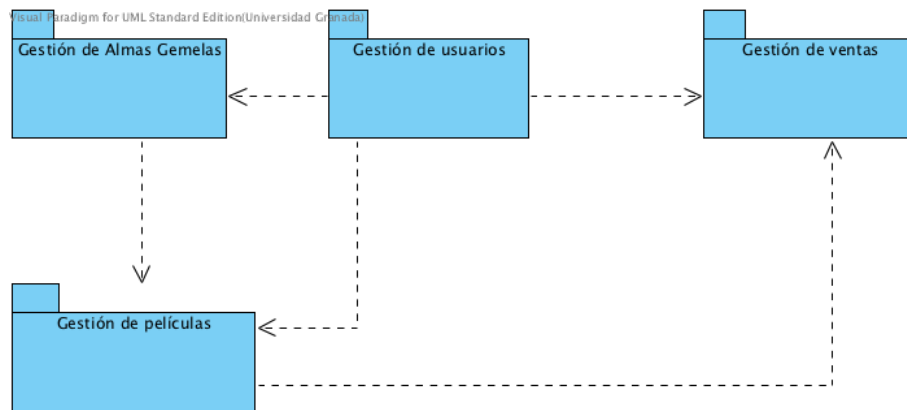 Visual Paradigm for UML Standard Edition(Universidad Granada)
Gestión de Almas Gemelas
Gestión de usuarios
Gestión de ventas
Gestión de películas